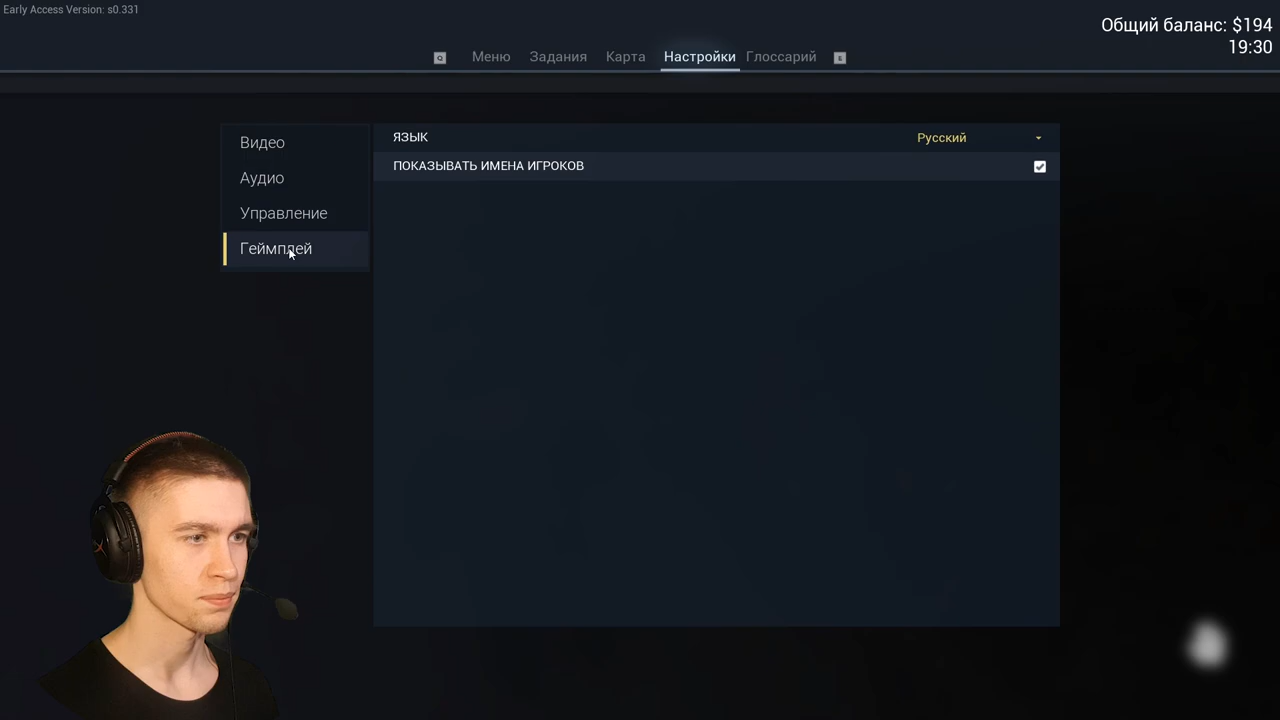 Early Access Version: s0.331
Общий баланс: $194
19:30
Q Меню Задания Карта Настройки Глоссарий E
Видео
Аудио
Управление
Геймплей
ЯЗЫК Русский
ПОКАЗЫВАТЬ ИМЕНА ИГРОКОВ